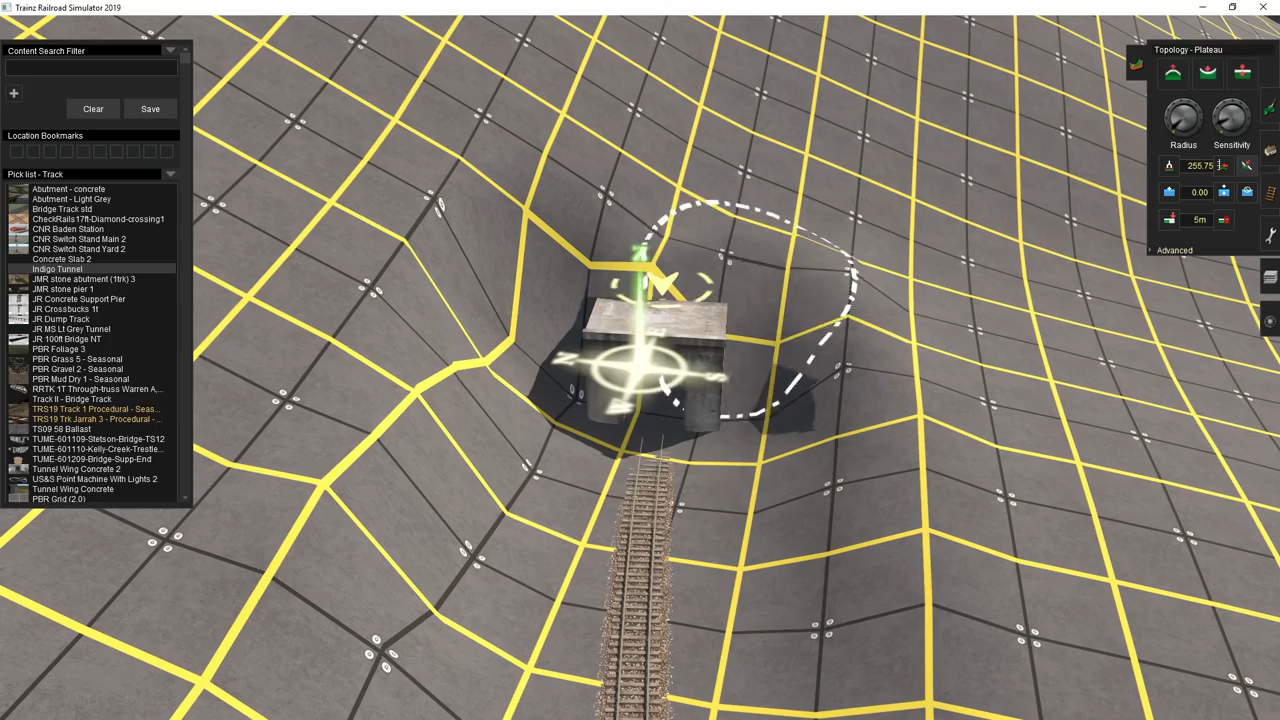 Trainz Railroad Simulator 2019
Content Search Filter
Clear
Save
Location Bookmarks
Pick list - Track
Abutment - concrete
Abutment - Light Grey
Bridge Track std
CheckRails17ft-Diamond-crossing1
CNR Baden Station
CNR Switch Stand Main 2
CNR Switch Stand Yard 2
Concrete Slab 2
Indigo Tunnel
JMR stone abutment (1trk) 3
JMR stone pier 1
JR Concrete Support Pier
JR Crossbucks 1t
JR Dump Track
JR MS Lt Grey Tunnel
JR 100ft Bridge NT
PBR Foliage 3
PBR Grass 5 - Seasonal
PBR Gravel 2 - Seasonal
PBR Mud Dry 1 - Seasonal
RRTK 1T Through-truss Warren A,...
Track II - Bridge Track
TRS19 Track 1 Procedural - Seas...
TRS19 Trk Jarrah 3 - Procedural - ...
TS09 58 Ballast
TUME-601109-Stetson-Bridge-TS12
TUME-601110-Kelly-Creek-Trestle...
TUME-601209-Bridge-Supp-End
Tunnel Wing Concrete 2
US&S Point Machine With Lights 2
Tunnel Wing Concrete
PBR Grid (2.0)
Topology - Plateau
Radius
Sensitivity
255.75
0.00
5m
Advanced
N
S
W